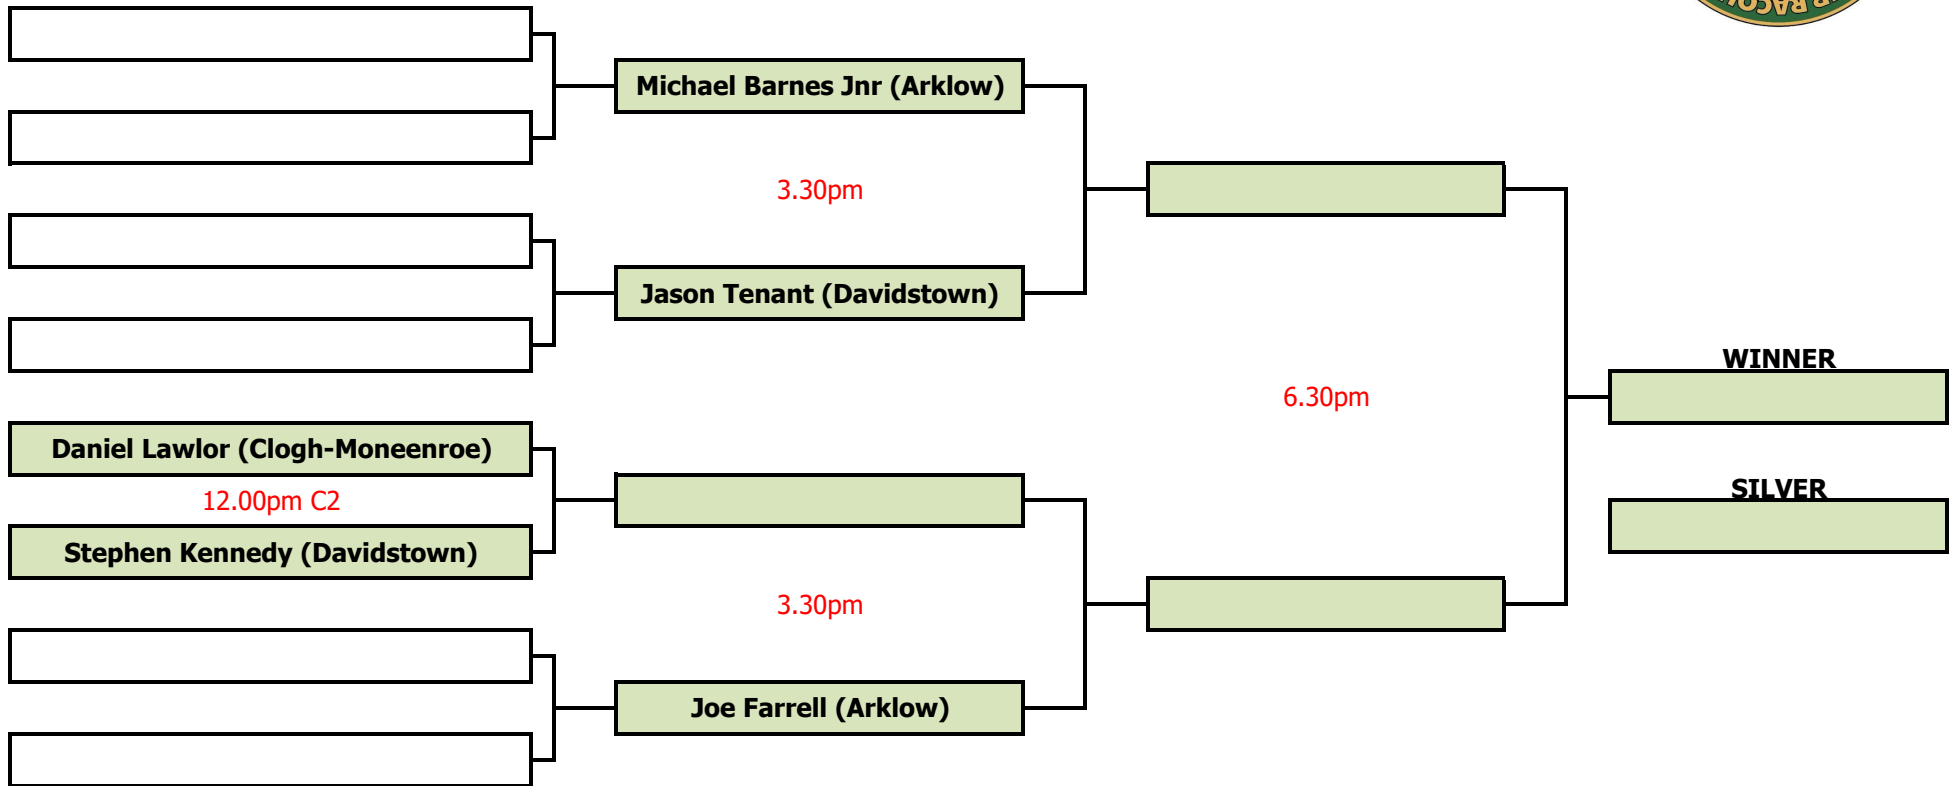 Michael Barnes Jnr (Arklow)
3.30pm
Jason Tenant (Davidstown)
WINNER
6.30pm
Daniel Lawlor (Clogh-Moneenroe)
12.00pm C2
SILVER
Stephen Kennedy (Davidstown)
3.30pm
Joe Farrell (Arklow)